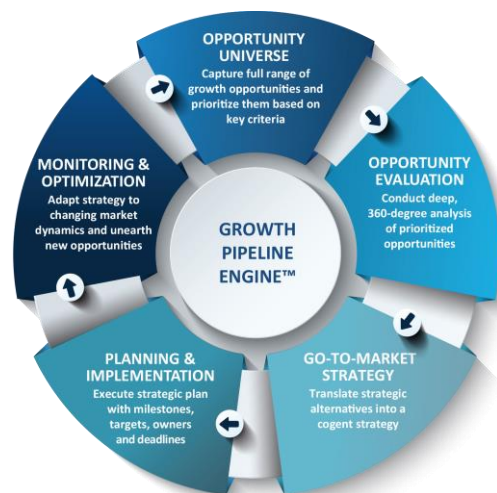 OPPORTUNITY
UNIVERSE
Capture full range of
growth opportunities and
prioritize them based on
key criteria
OPPORTUNITY
EVALUATION
Conduct deep,
360-degree analysis
of prioritized
opportunities
GO-TO-MARKET
STRATEGY
Translate strategic
alternatives into a
cogent strategy
PLANNING &
IMPLEMENTATION
Execute strategic plan
with milestones,
targets, owners
and deadlines
MONITORING &
OPTIMIZATION
Adapt strategy to
changing market
dynamics and unearth
new opportunities
GROWTH
PIPELINE
ENGINE™